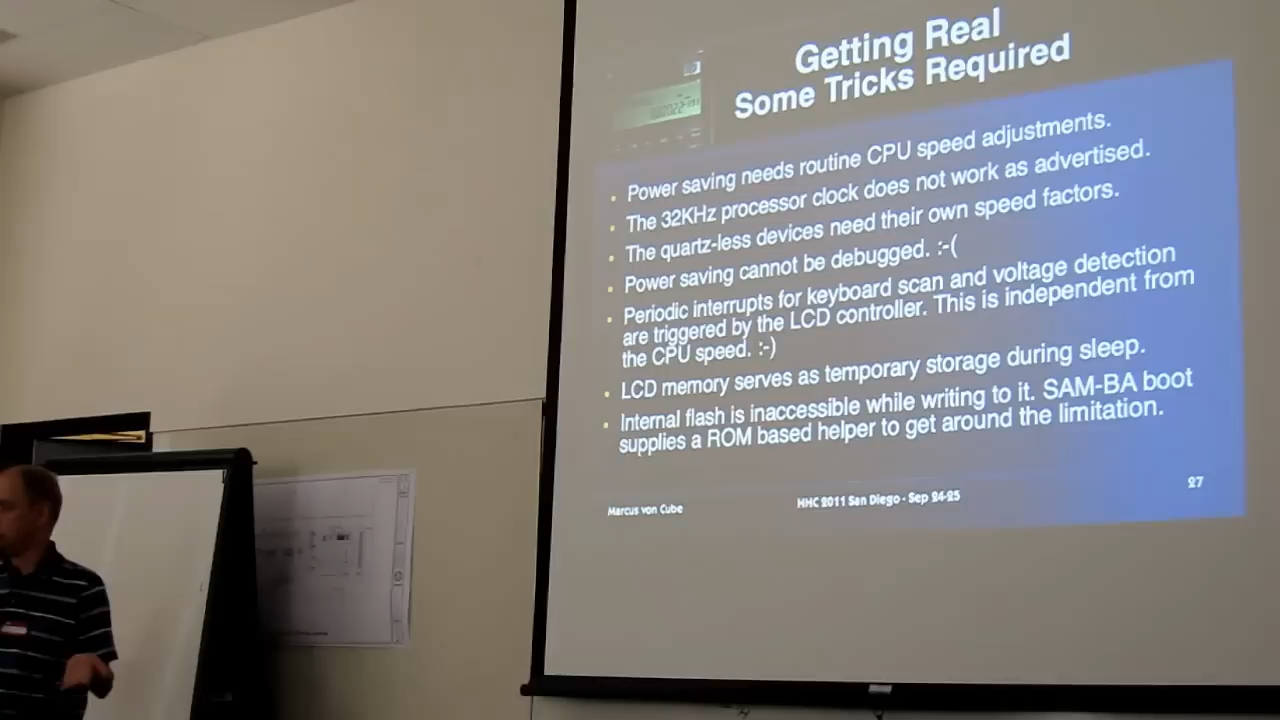 Getting Real
Some Tricks Required
Power saving needs routine CPU speed adjustments.
The 32KHz processor clock does not work as advertised.
The quartz-less devices need their own speed factors.
Power saving cannot be debugged. :-(
Periodic interrupts for keyboard scan and voltage detection
are triggered by the LCD controller. This is independent from
the CPU speed. :-)
LCD memory serves as temporary storage during sleep.
Internal flash is inaccessible while writing to it. SAM-BA boot
supplies a ROM based helper to get around the limitation.
Marcus von Cube
HHC 2011 San Diego - Sep 24-25
27